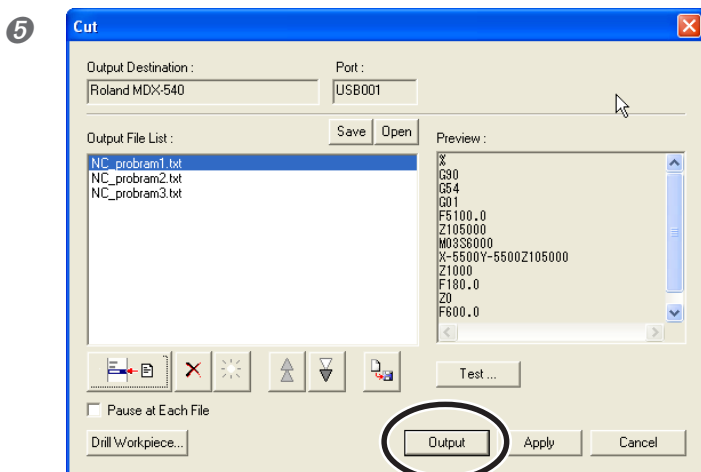 5
Cut
Output Destination :
Port :
Roland MDX-540
USB001
Output File List :
Save
Open
Preview :
NC_probram1.txt
NC_probram2.txt
NC_probram3.txt
%
G90
G54
G01
F5100.0
Z105000
M03S6000
X-5500Y-5500Z105000
Z1000
F180.0
Z0
F600.0
Test ...
Pause at Each File
Drill Workpiece...
Output
Apply
Cancel